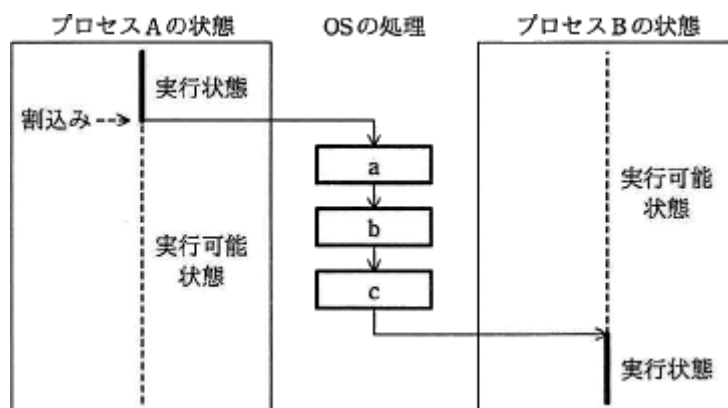 プロセスAの状態
OSの処理
プロセスBの状態
実行状態
割込み
a
b
c
実行可能
状態
実行可能
状態
実行状態